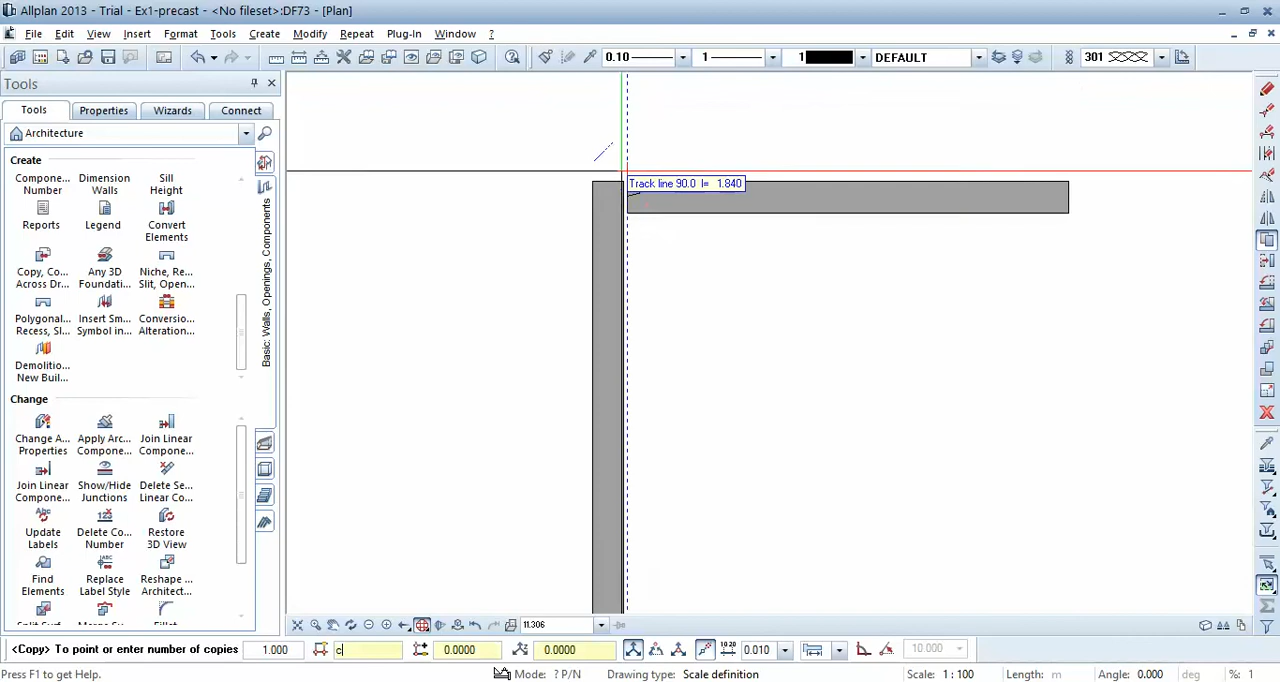 Allplan 2013 - Trial - Ex1-precast - <No fileset>:DF73 - [Plan]
File Edit View Insert Format Tools Create Modify Repeat Plug-In Window ?
0.10 1 1 DEFAULT 301
Tools
Tools Properties Wizards Connect
Architecture
Create
Compone... Number
Dimension Walls
Sill Height
Reports
Legend
Convert Elements
Copy, Co... Across Dr...
Any 3D Foundati...
Niche, Re... Slit, Open...
Polygonal... Recess, Sl...
Insert Sm... Symbol in...
Conversio... Alteration...
Demolitio... New Buil...
Basic: Walls, Openings, Components
Change
Change A... Properties
Apply Arc... Compone...
Join Linear Compone...
Join Linear Compone...
Show/Hide Junctions
Delete Se... Linear Co...
Update Labels
Delete Co... Number
Restore 3D View
Find Elements
Replace Label Style
Reshape ... Architect...
Track line 90.0 l= 1.840
11.306
<Copy> To point or enter number of copies 1.000 c 0.0000 0.0000 0.010 10.000
Press F1 to get Help. Mode: ? P/N Drawing type: Scale definition Scale: 1 : 100 Length: m Angle: 0.000 deg %: 1